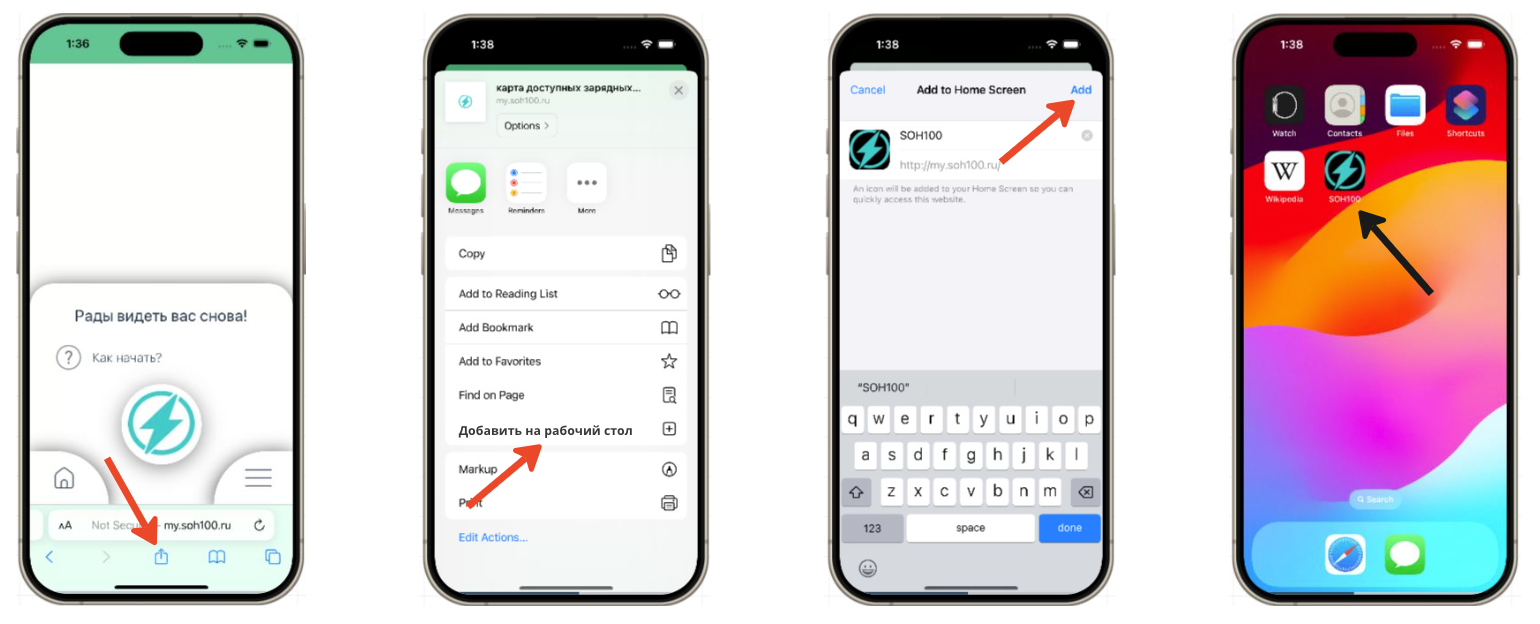 1:36
Рады видеть вас снова!
? Как начать?
AA Not Secure my.soh100.ru
1:38
карта доступных зарядных...
my.soh100.ru
Options >
Messages Reminders More
Copy
Add to Reading List
Add Bookmark
Add to Favorites
Find on Page
Добавить на рабочий стол
Markup
Print
Edit Actions...
1:38
Cancel Add to Home Screen Add
SOH100
http://my.soh100.ru/
An icon will be added to your Home Screen so you can
quickly access this website.
“SOH100”
q w e r t y u i o p
a s d f g h j k l
z x c v b n m
123 space done
1:38
Watch Contacts Files Shortcuts
W
Wikipedia SOH100
Search